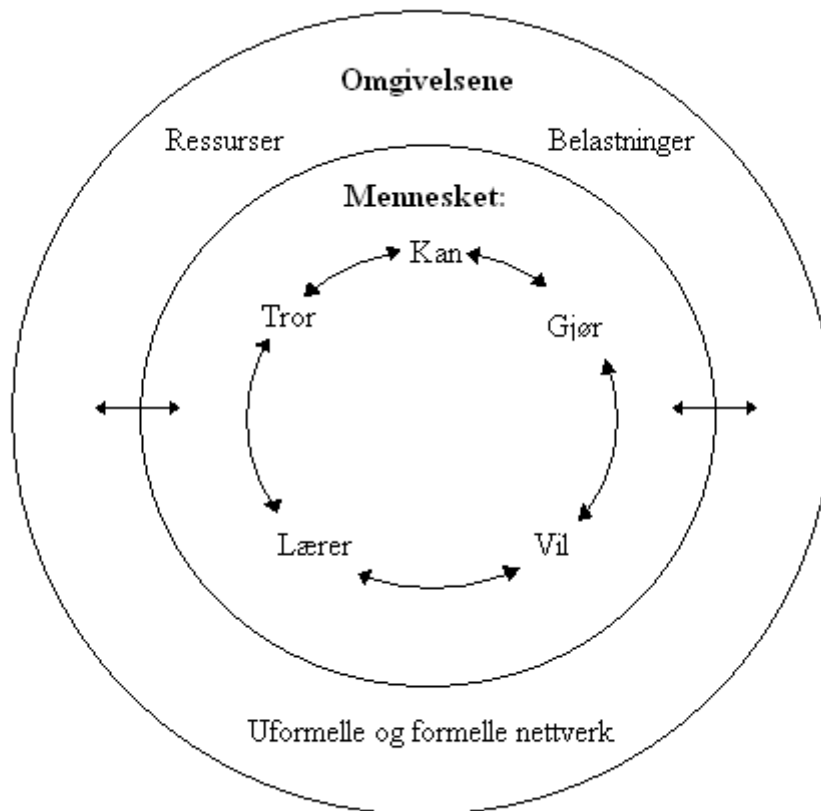 Omgivelsene
Ressurser Belastninger
Mennesket:
Kan
Tror
Gjør
Lærer
Vil
Uformelle og formelle nettverk